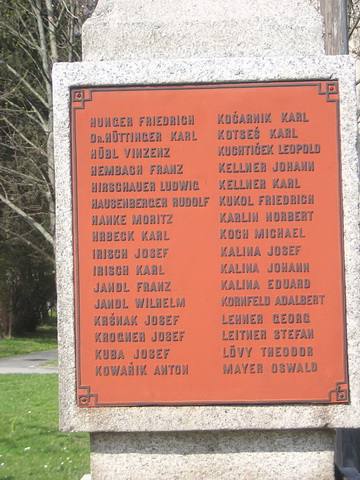 HUNGER FRIEDRICH
DR. HÜTTINGER KARL
HÜBL VINZENZ
HEMBACH FRANZ
HIRSCHAUER LUDWIG
HAUSENBERGER RUDOLF
HANKE MORITZ
HRBECK KARL
IRISCH JOSEF
IRISCH KARL
JANDL FRANZ
JANDL WILHELM
KRŠNAK JOSEF
KROGNER JOSEF
KUBA JOSEF
KOWAŘIK ANTON
KOČARNIK KARL
KOTBEŠ KARL
KUCHTIČEK LEOPOLD
KELLNER JOHANN
KELLNER KARL
KUKOL FRIEDRICH
KARLIN NORBERT
KOCH MICHAEL
KALINA JOSEF
KALINA JOHANN
KALINA EDUARD
KORNFELD ADALBERT
LEHNER GEORG
LEITNER STEFAN
LÖVY THEODOR
MAYER OSWALD